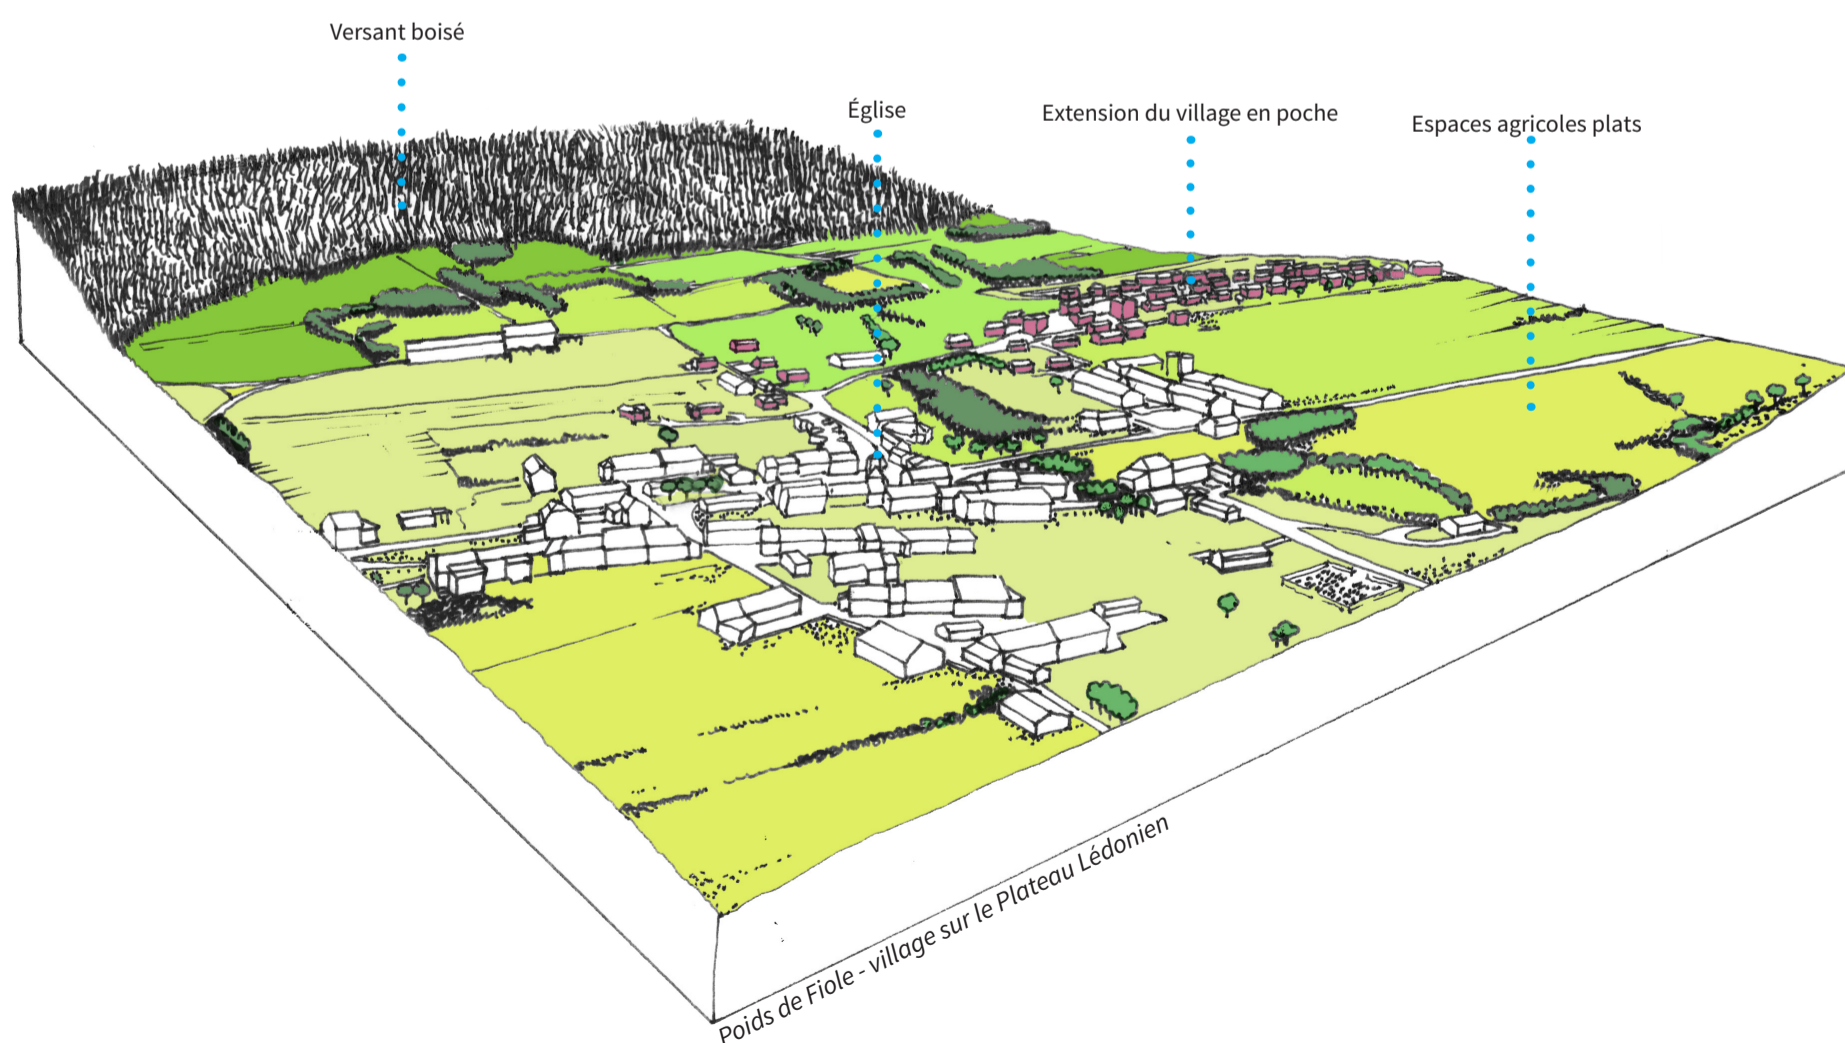 Versant boisé
Église
Extension du village en poche
Espaces agricoles plats
Poids de Fiole - village sur le Plateau Lédonien